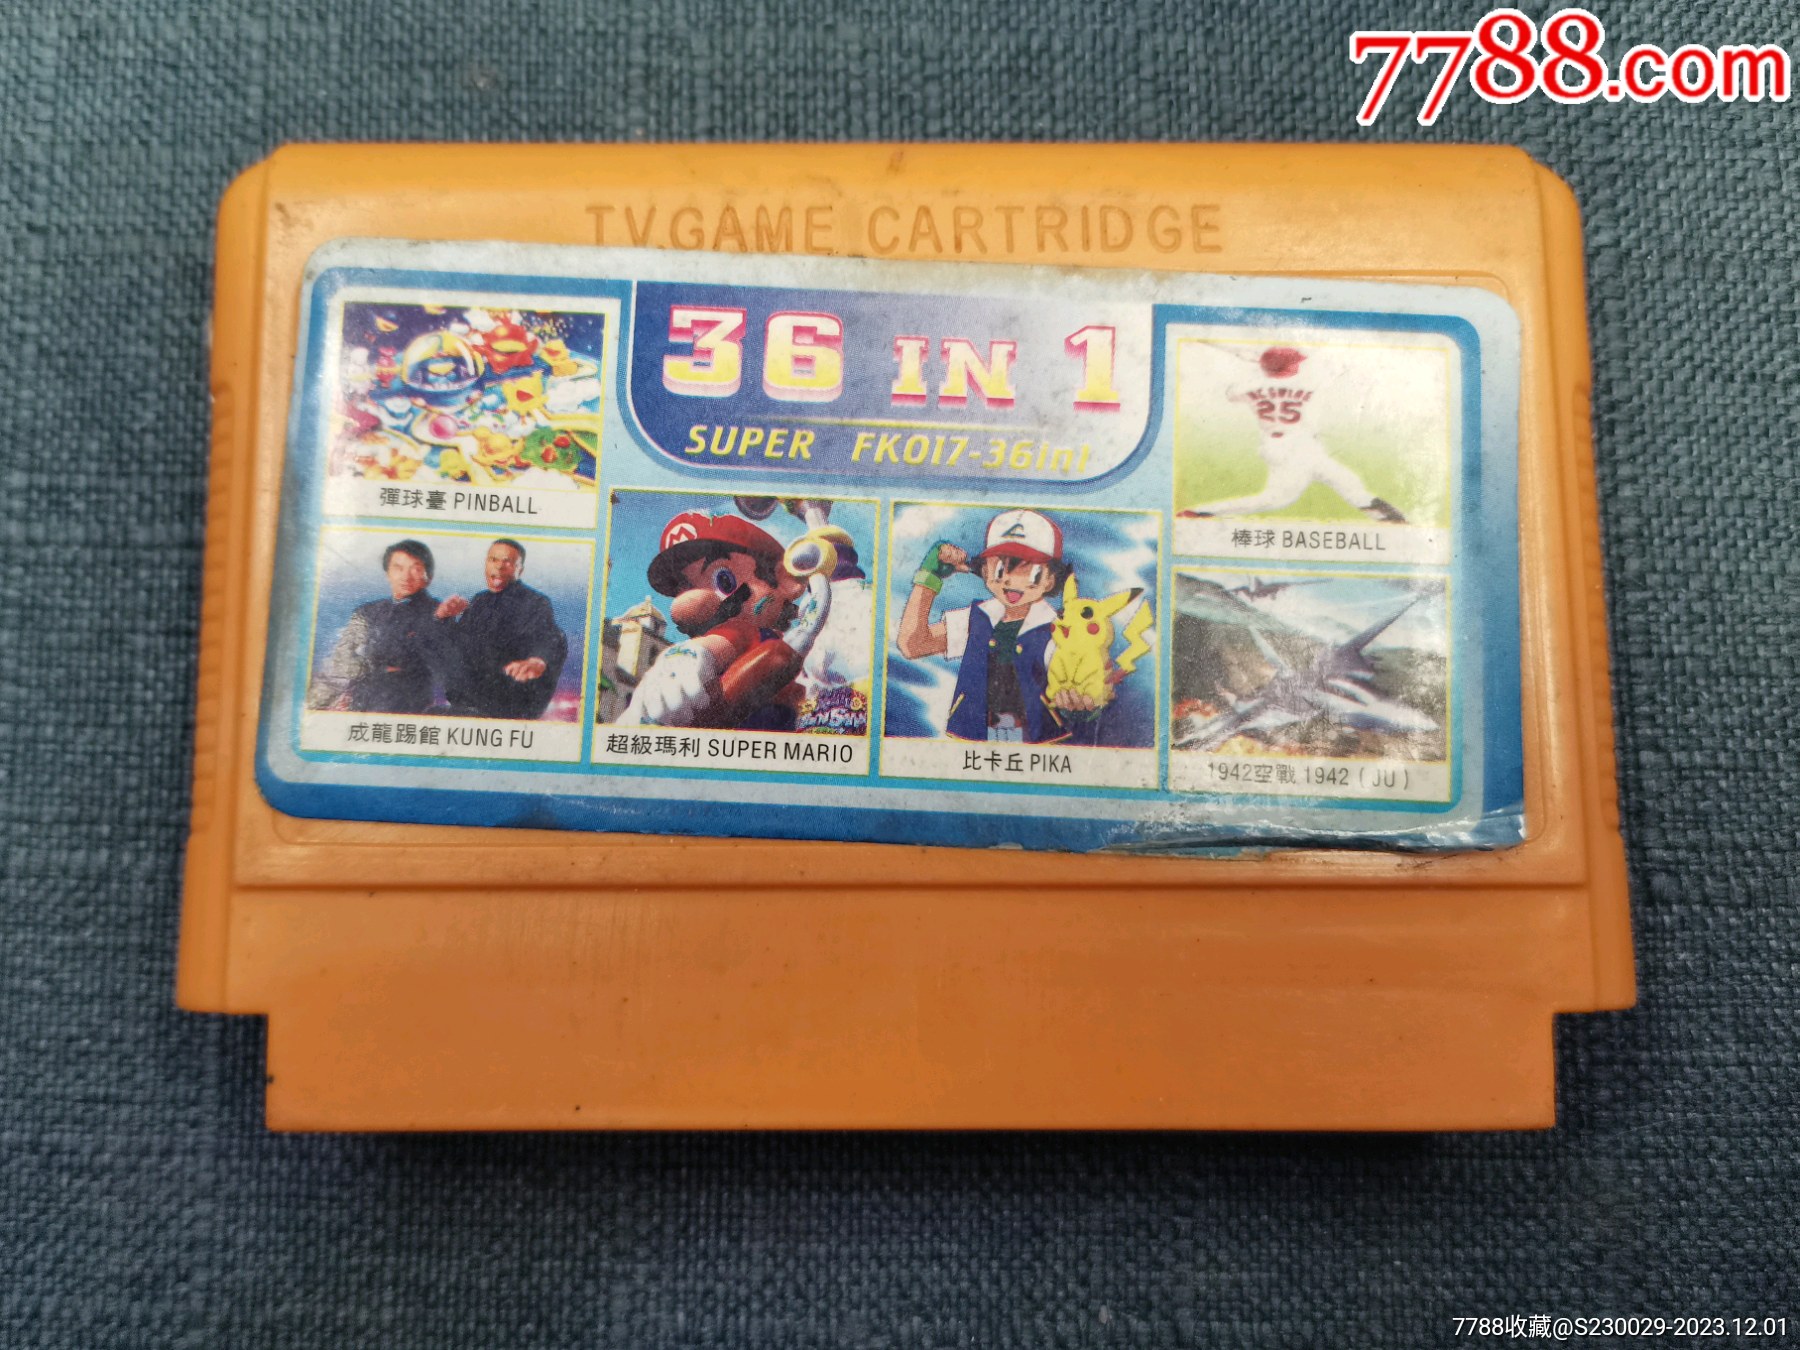 7788.com
TV.GAME CARTRIDGE
36 IN 1
SUPER FK017-36int
彈球臺 PINBALL
25
棒球 BASEBALL
成龍踢館 KUNG FU
超級瑪利 SUPER MARIO
比卡丘 PIKA
1942空戰 1942 (JU)
7788收藏@S230029-2023.12.01